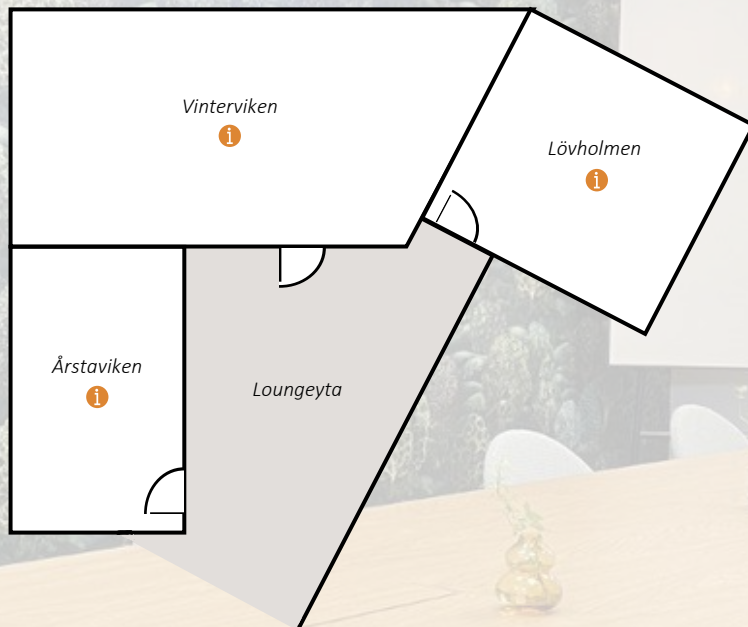 Vinterviken
i
Lövholmen
i
Årstaviken
i
Loungeyta